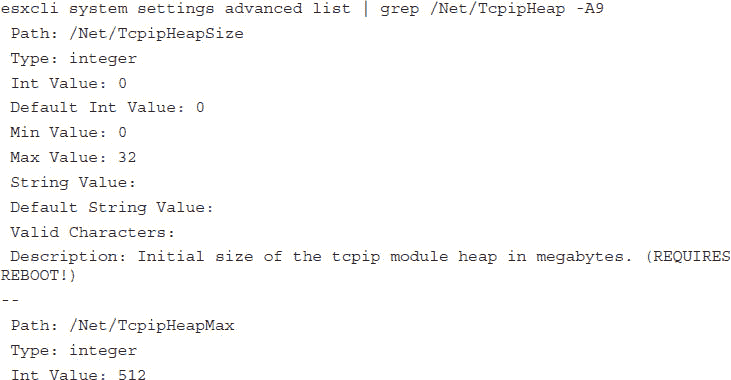 esxcli system settings advanced list | grep /Net/TcpipHeap -A9
Path: /Net/TcpipHeapSize
Type: integer
Int Value: 0
Default Int Value: 0
Min Value: 0
Max Value: 32
String Value:
Default String Value:
Valid Characters:
Description: Initial size of the tcpip module heap in megabytes. (REQUIRES
REBOOT!)
--
Path: /Net/TcpipHeapMax
Type: integer
Int Value: 512